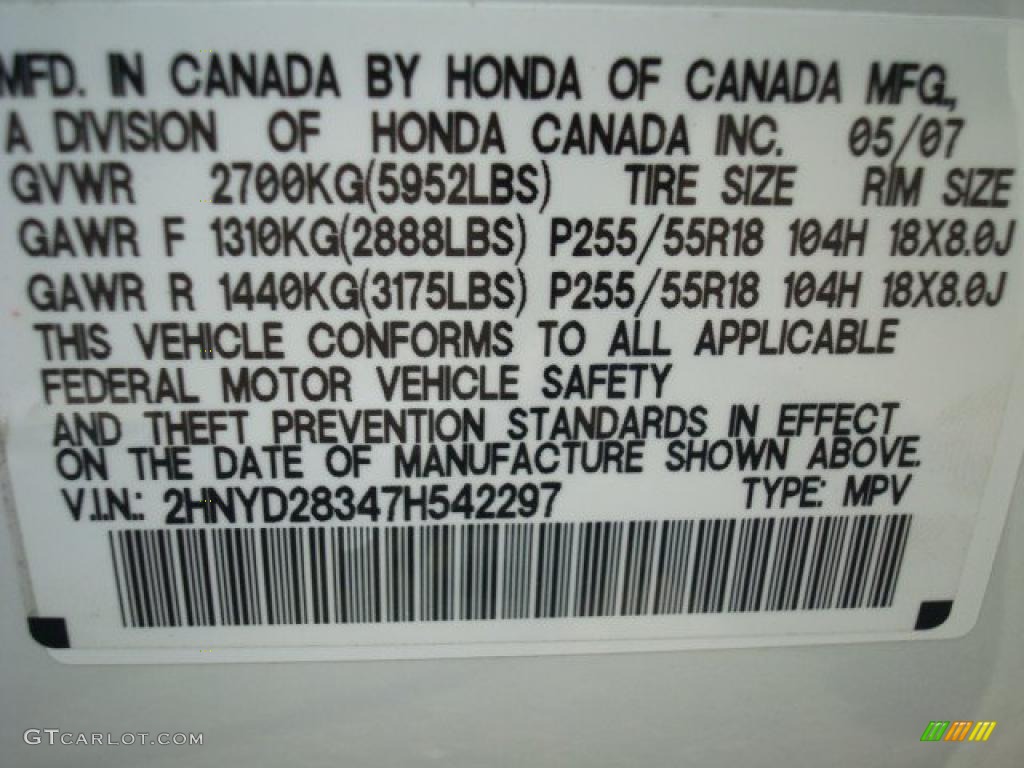 MFD. IN CANADA BY HONDA OF CANADA MFG.,
A DIVISION OF HONDA CANADA INC. 05/07
GVWR 2700KG(5952LBS) TIRE SIZE RIM SIZE
GAWR F 1310KG(2888LBS) P255/55R18 104H 18X8.0J
GAWR R 1440KG(3175LBS) P255/55R18 104H 18X8.0J
THIS VEHICLE CONFORMS TO ALL APPLICABLE
FEDERAL MOTOR VEHICLE SAFETY
AND THEFT PREVENTION STANDARDS IN EFFECT
ON THE DATE OF MANUFACTURE SHOWN ABOVE.
V.I.N.: 2HNYD28347H542297 TYPE: MPV
GTCARLOT.COM